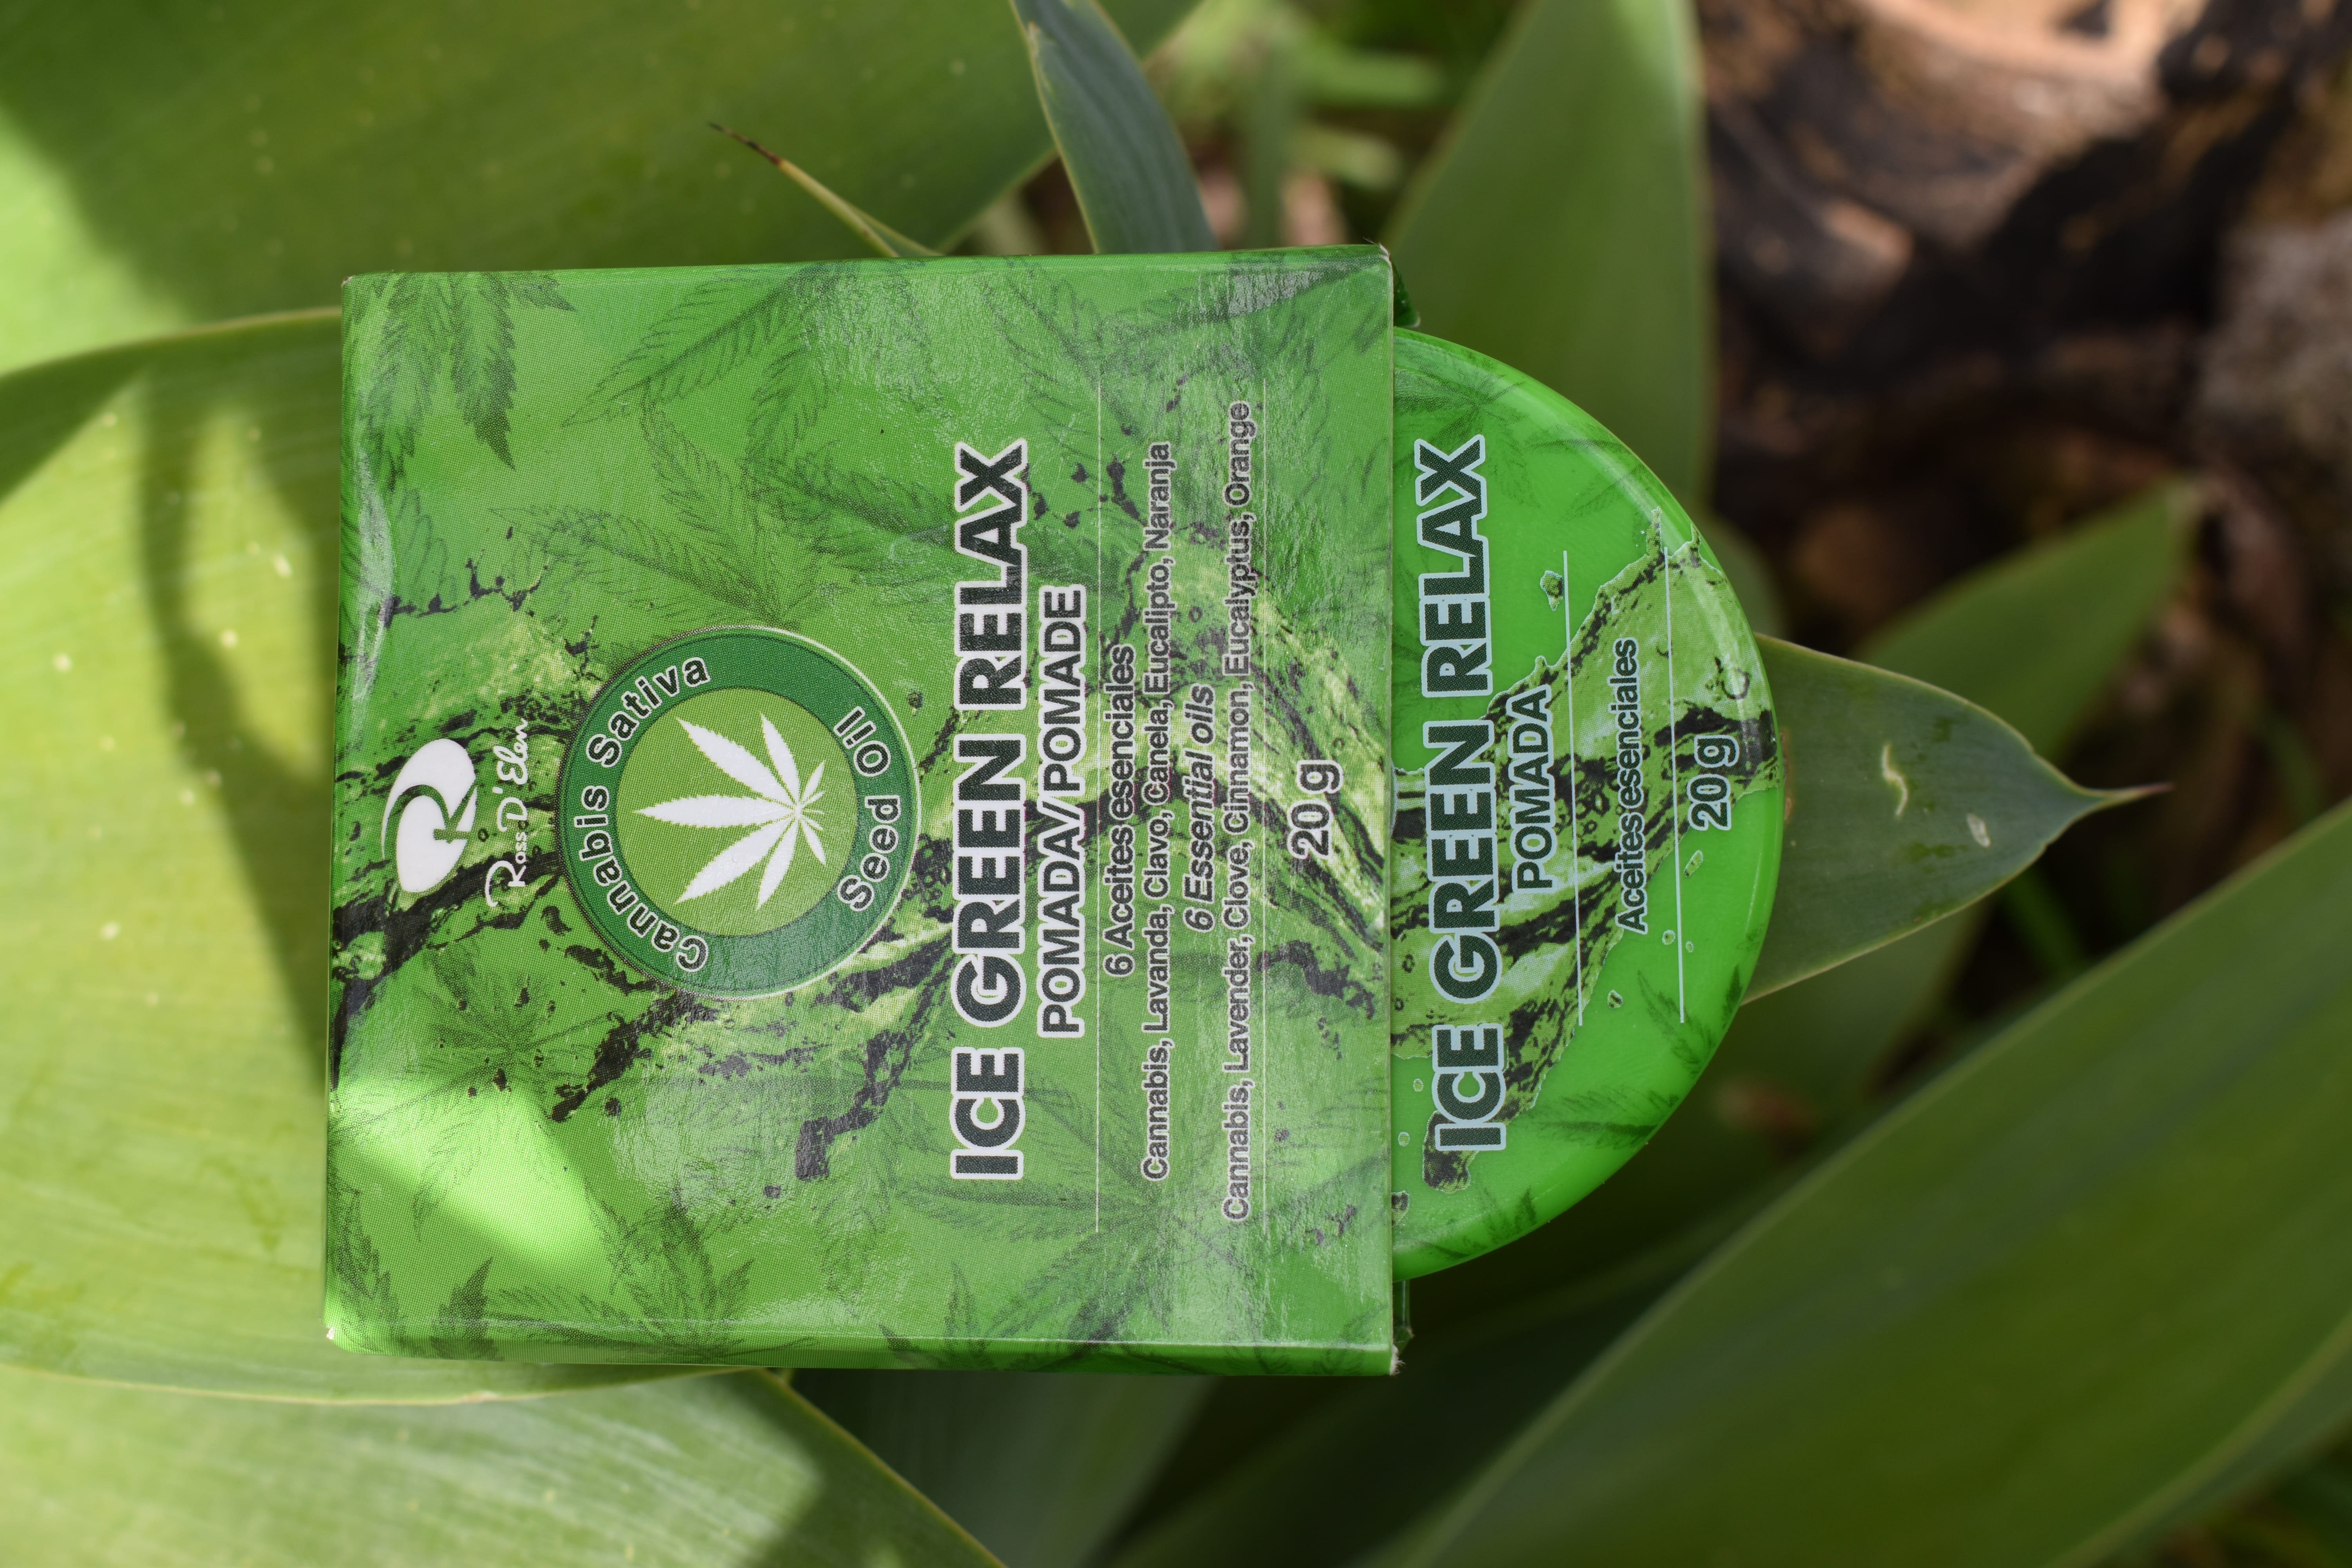 R
Rass D'Elen
Cannabis Sativa
Seed Oil
ICE GREEN RELAX
POMADA/POMADE
6 Aceites esenciales
Cannabis, Lavanda, Clavo, Canela, Eucalipto, Naranja
6 Essential oils
Cannabis, Lavender, Clove, Cinnamon, Eucalyptus, Orange
20 g
ICE GREEN RELAX
POMADA
Aceites esenciales
20 g